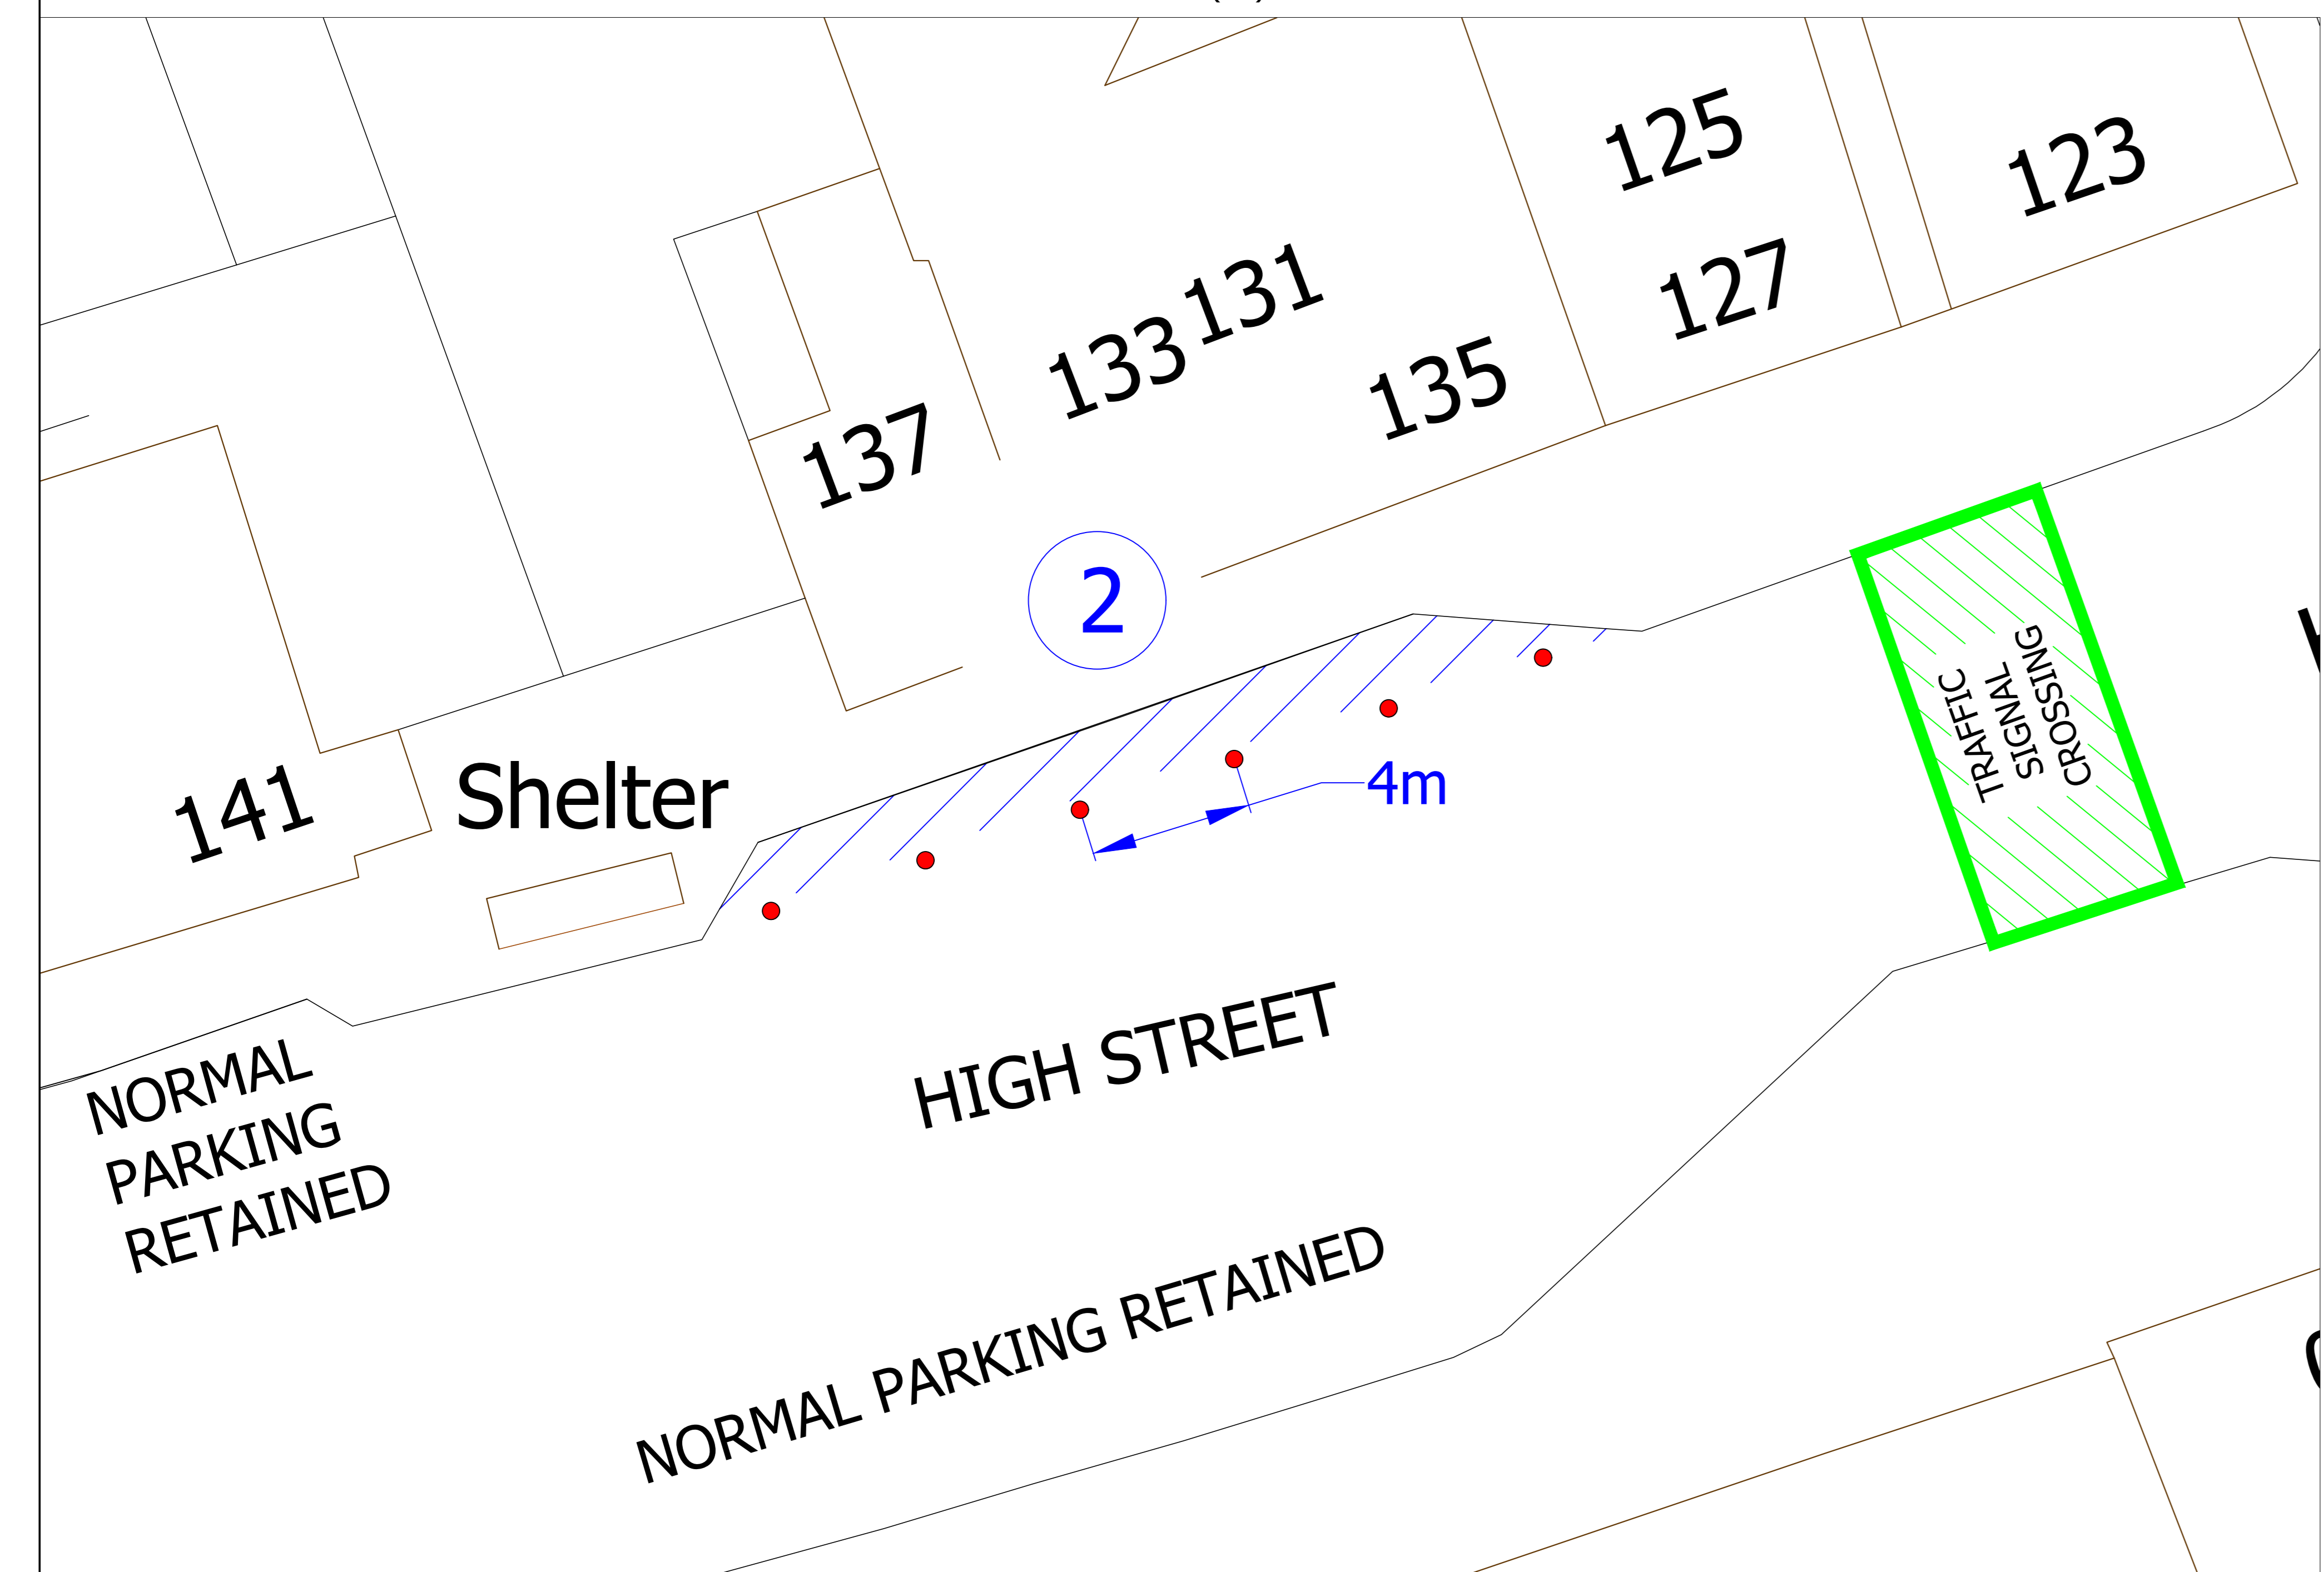 125
123
127
131
133
135
137
2
141
Shelter
4m
TRAFFIC
SIGNAL
CROSSING
HIGH STREET
NORMAL
PARKING
RETAINED
NORMAL PARKING RETAINED